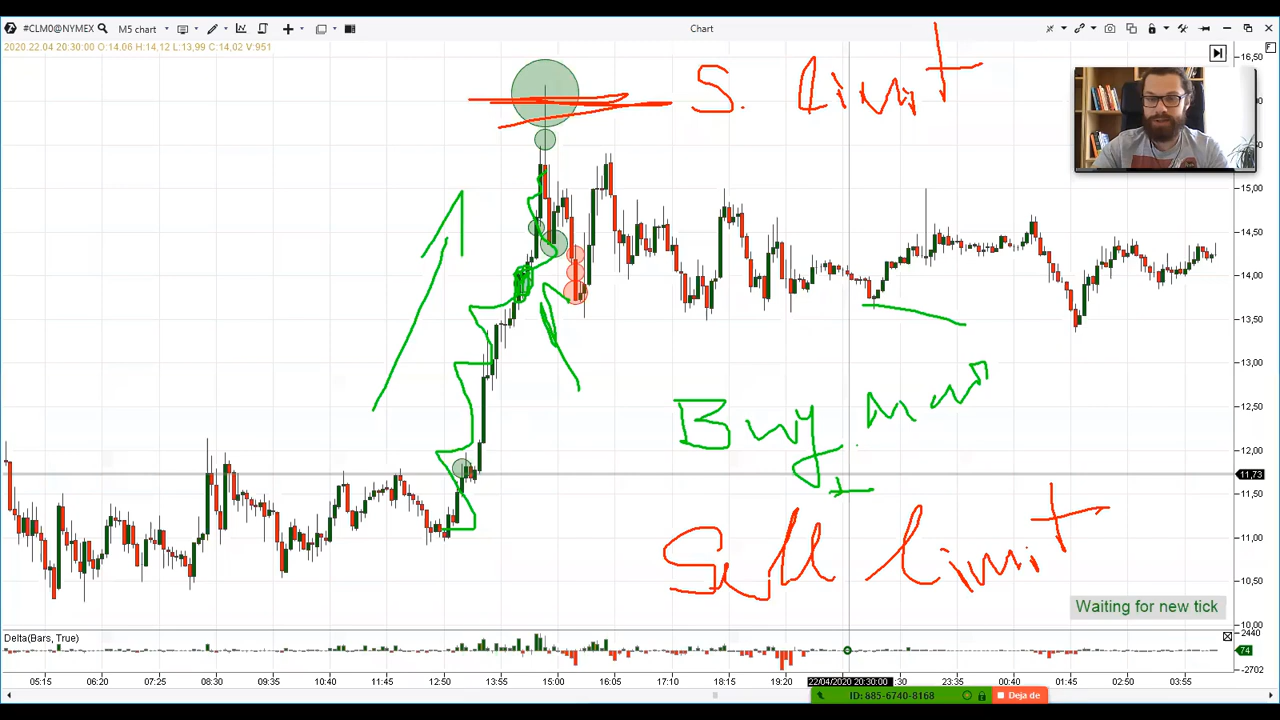 #CLM0@NYMEX M5 chart Chart
2020.22.04 20:30:00 O:14,06 H:14,12 L:13,99 C:14,02 V:951 F
S. limit
16,50
15,00
14,50
14,00
13,50
13,00
12,50
12,00
11,73
11,50
11,00
10,50
10,00
Buy
+
Sell limit
Waiting for new tick
Delta(Bars, True)
2440
74
-2702
05:15 06:20 07:25 08:30 09:35 10:40 11:45 12:50 13:55 15:00 16:05 17:10 18:15 19:20 22/04/2020 20:30:00 :30 23:35 00:40 01:45 02:50 03:55
ID: 885-6740-8168 Deja de